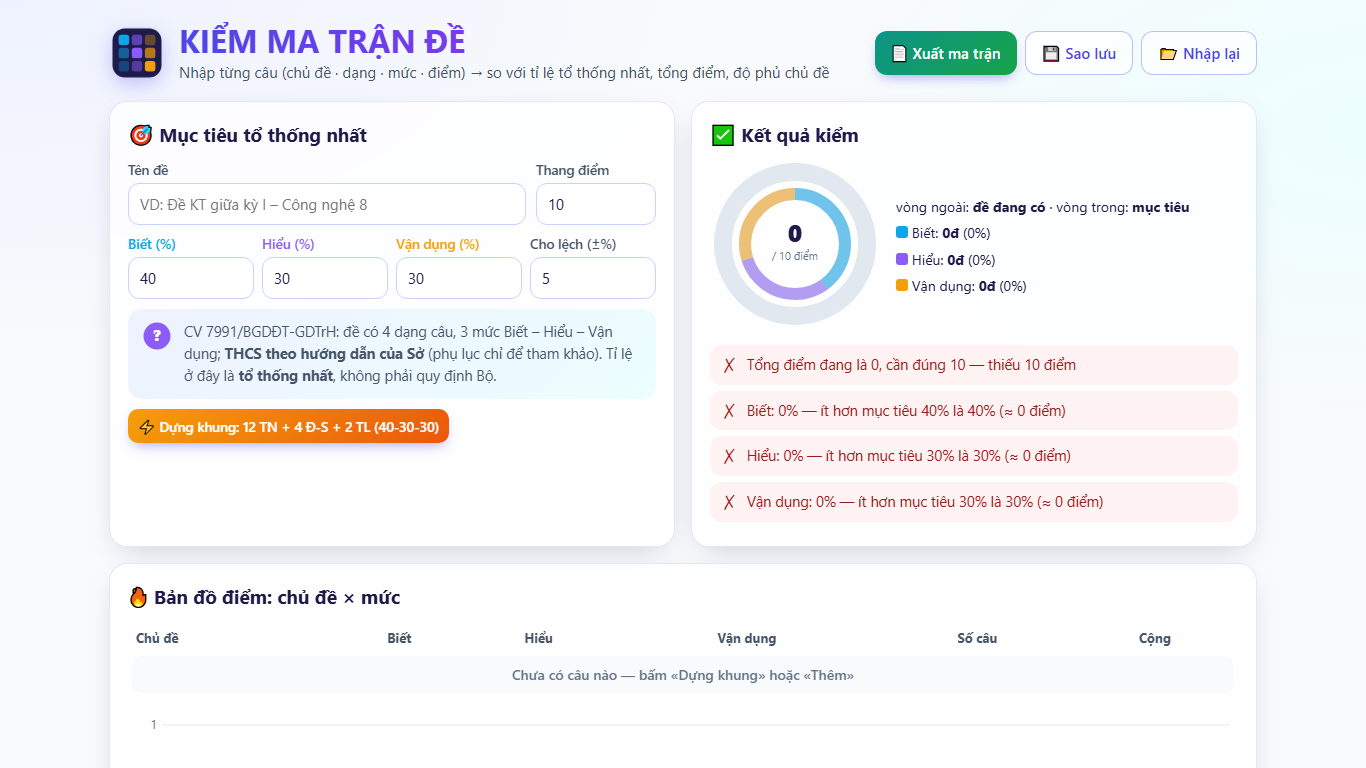 KIỂM MA TRẬN ĐỀ
Nhập từng câu (chủ đề · dạng · mức · điểm) → so với tỉ lệ tổ thống nhất, tổng điểm, độ phủ chủ đề
Xuất ma trận
Sao lưu
Nhập lại
Mục tiêu tổ thống nhất
Tên đề
Thang điểm
VD: Đề KT giữa kỳ I – Công nghệ 8
10
Biết (%)
Hiểu (%)
Vận dụng (%)
Cho lệch (±%)
40
30
30
5
?
CV 7991/BGDĐT-GDTrH: đề có 4 dạng câu, 3 mức Biết – Hiểu – Vận
dụng; THCS theo hướng dẫn của Sở (phụ lục chỉ để tham khảo). Tỉ lệ
ở đây là tổ thống nhất, không phải quy định Bộ.
Dựng khung: 12 TN + 4 Đ-S + 2 TL (40-30-30)
Kết quả kiểm
0
/ 10 điểm
vòng ngoài: đề đang có · vòng trong: mục tiêu
Biết: 0đ (0%)
Hiểu: 0đ (0%)
Vận dụng: 0đ (0%)
✗ Tổng điểm đang là 0, cần đúng 10 — thiếu 10 điểm
✗ Biết: 0% — ít hơn mục tiêu 40% là 40% (≈ 0 điểm)
✗ Hiểu: 0% — ít hơn mục tiêu 30% là 30% (≈ 0 điểm)
✗ Vận dụng: 0% — ít hơn mục tiêu 30% là 30% (≈ 0 điểm)
Bản đồ điểm: chủ đề × mức
Chủ đề
Biết
Hiểu
Vận dụng
Số câu
Cộng
Chưa có câu nào — bấm «Dựng khung» hoặc «Thêm»
1